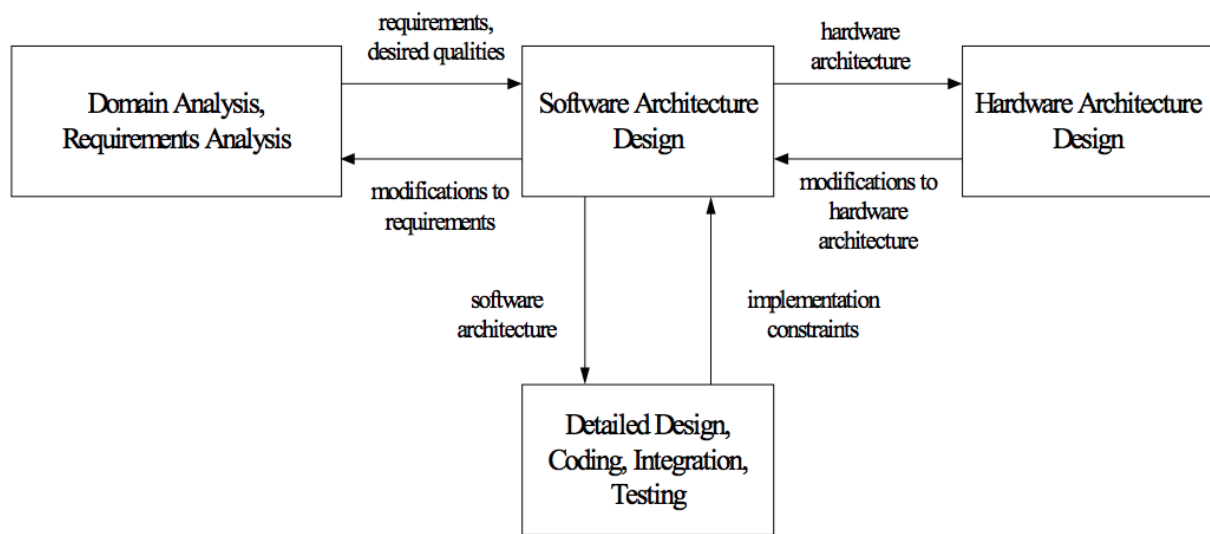 requirements,
desired qualities
hardware
architecture
Domain Analysis,
Requirements Analysis
Software Architecture
Design
Hardware Architecture
Design
modifications to
requirements
modifications to
hardware
architecture
software
architecture
implementation
constraints
Detailed Design,
Coding, Integration,
Testing